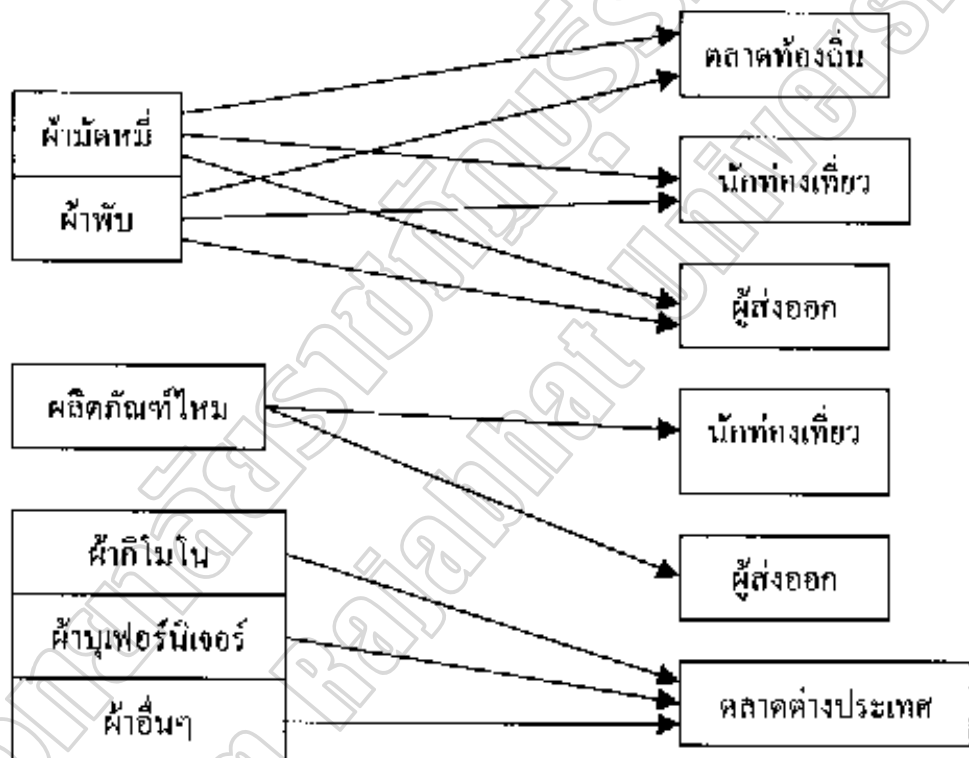 ตลาดท้องถิ่น
ผ้ามัดหมี่
นักท่องเที่ยว
ผ้าพับ
ผู้ส่งออก
ผลิตภัณฑ์ไหม
นักท่องเที่ยว
ผ้ากิโมโน
ผู้ส่งออก
ผ้าบุเฟอร์นิเจอร์
ตลาดต่างประเทศ
ผ้าอื่นๆ
Rajabhat University